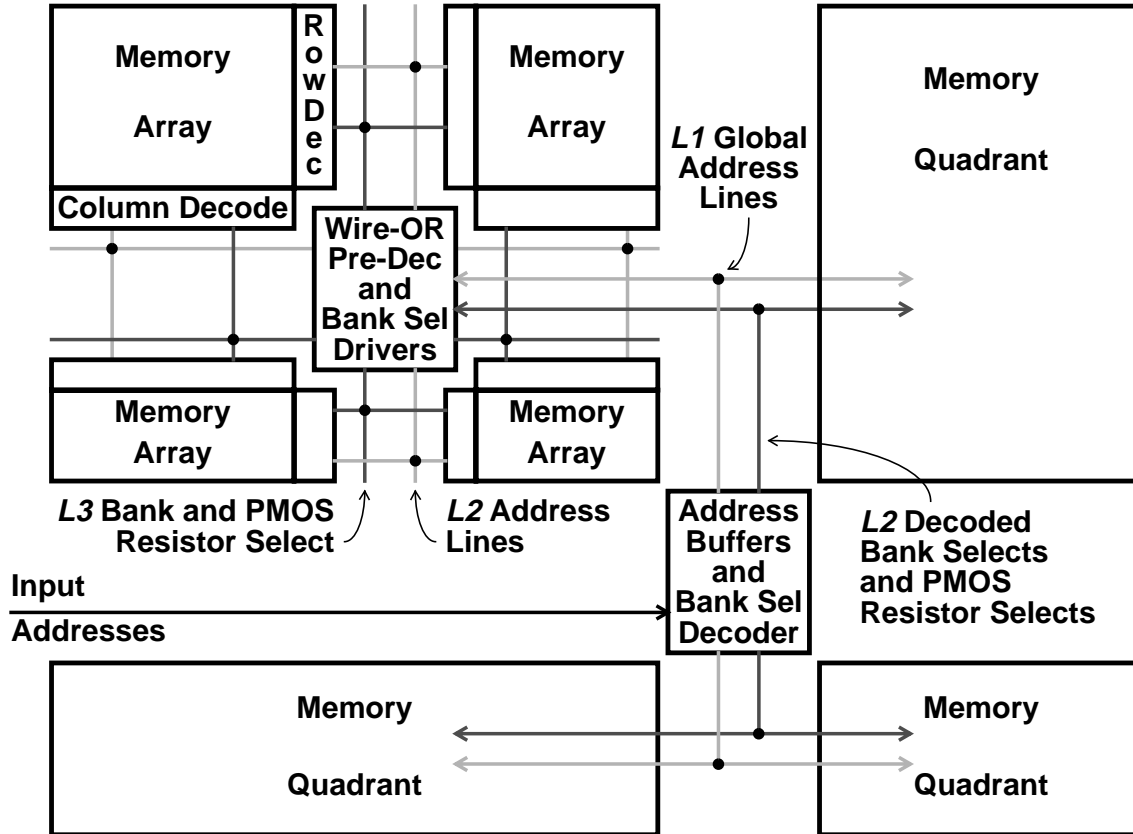 Memory
Array
RowDec
Column Decode
Memory
Array
Wire-OR
Pre-Dec
and
Bank Sel
Drivers
L1 Global
Address
Lines
Memory
Quadrant
Memory
Array
Memory
Array
L3 Bank and PMOS
Resistor Select
L2 Address
Lines
Address
Buffers
and
Bank Sel
Decoder
L2 Decoded
Bank Selects
and PMOS
Resistor Selects
Input
Addresses
Memory
Quadrant
Memory
Quadrant